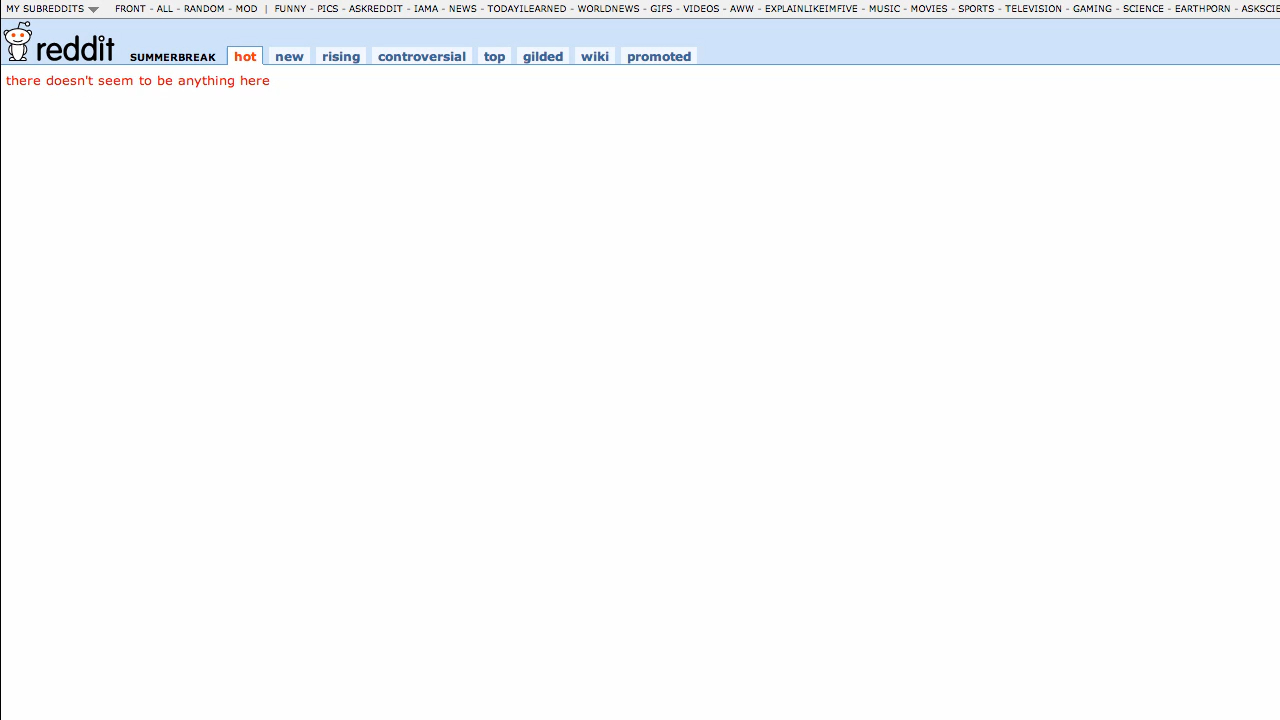 MY SUBREDDITS FRONT - ALL - RANDOM - MOD | FUNNY - PICS - ASKREDDIT - IAMA - NEWS - TODAYILEARNED - WORLDNEWS - GIFS - VIDEOS - AWW - EXPLAINLIKEIMFIVE - MUSIC - MOVIES - SPORTS - TELEVISION - GAMING - SCIENCE - EARTHPORN - ASKSCIE
reddit SUMMERBREAK hot new rising controversial top gilded wiki promoted
there doesn't seem to be anything here